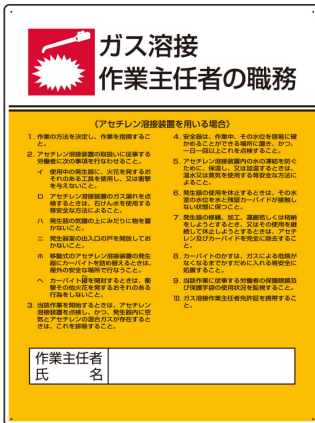 ガス溶接
作業主任者の職務
〈アセチレン溶接装置を用いる場合〉
1. 作業の方法を決定し、作業を指揮するこ
と。
2. アセチレン溶接装置の取扱いに従事する
労働者に次の事項を行なわせること。
イ 使用中の発生器に、火花を発するお
それのある工具を使用し、又は衝撃
を与えないこと。
ロ アセチレン溶接装置のガス漏れを点
検するときは、石けん水を使用する
等安全な方法によること。
ハ 発生器の気鐘の上にみだりに物を置
かないこと。
ニ 発生器室の出入口の戸を開放してお
かないこと。
ホ 移動式のアセチレン溶接装置の発生
器にカーバイトを詰め替えるときは、
屋外の安全な場所で行なうこと。
ヘ カーバイト罐を開封するときは、衝
撃その他火花を発するおそれのある
行為をしないこと。
3. 当該作業を開始するときは、アセチレン
溶接装置を点検し、かつ、発生器内に空
気とアセチレンの混合ガスが存在すると
きは、これを排除すること。
4. 安全器は、作業中、その水位を容易に確
かめることができる場所に置き、かつ、
一日一回以上これを点検すること。
5. アセチレン溶接装置内の水の凍結を防ぐ
ために、保温し、又は加温するときは、
温水又は蒸気を使用する等安全な方法に
よること。
6. 発生器の使用を休止するときは、その水
室の水位を水と残留カーバイドが接触し
ない状態に保つこと。
7. 発生器の修繕、加工、運搬若しくは格納
をしようとするとき、又はその使用を継
続して休止しようとするときは、アセチ
レン及びカーバイドを完全に除去するこ
と。
8. カーバイトのかすは、ガスによる危険が
なくなるまでかすだめに入れる等安全に
処置すること。
9. 当該作業に従事する労働者の保護眼鏡及
び保護手袋の使用状況を監視すること。
10. ガス溶接作業主任者免許証を携帯するこ
と。
作業主任者
氏 名